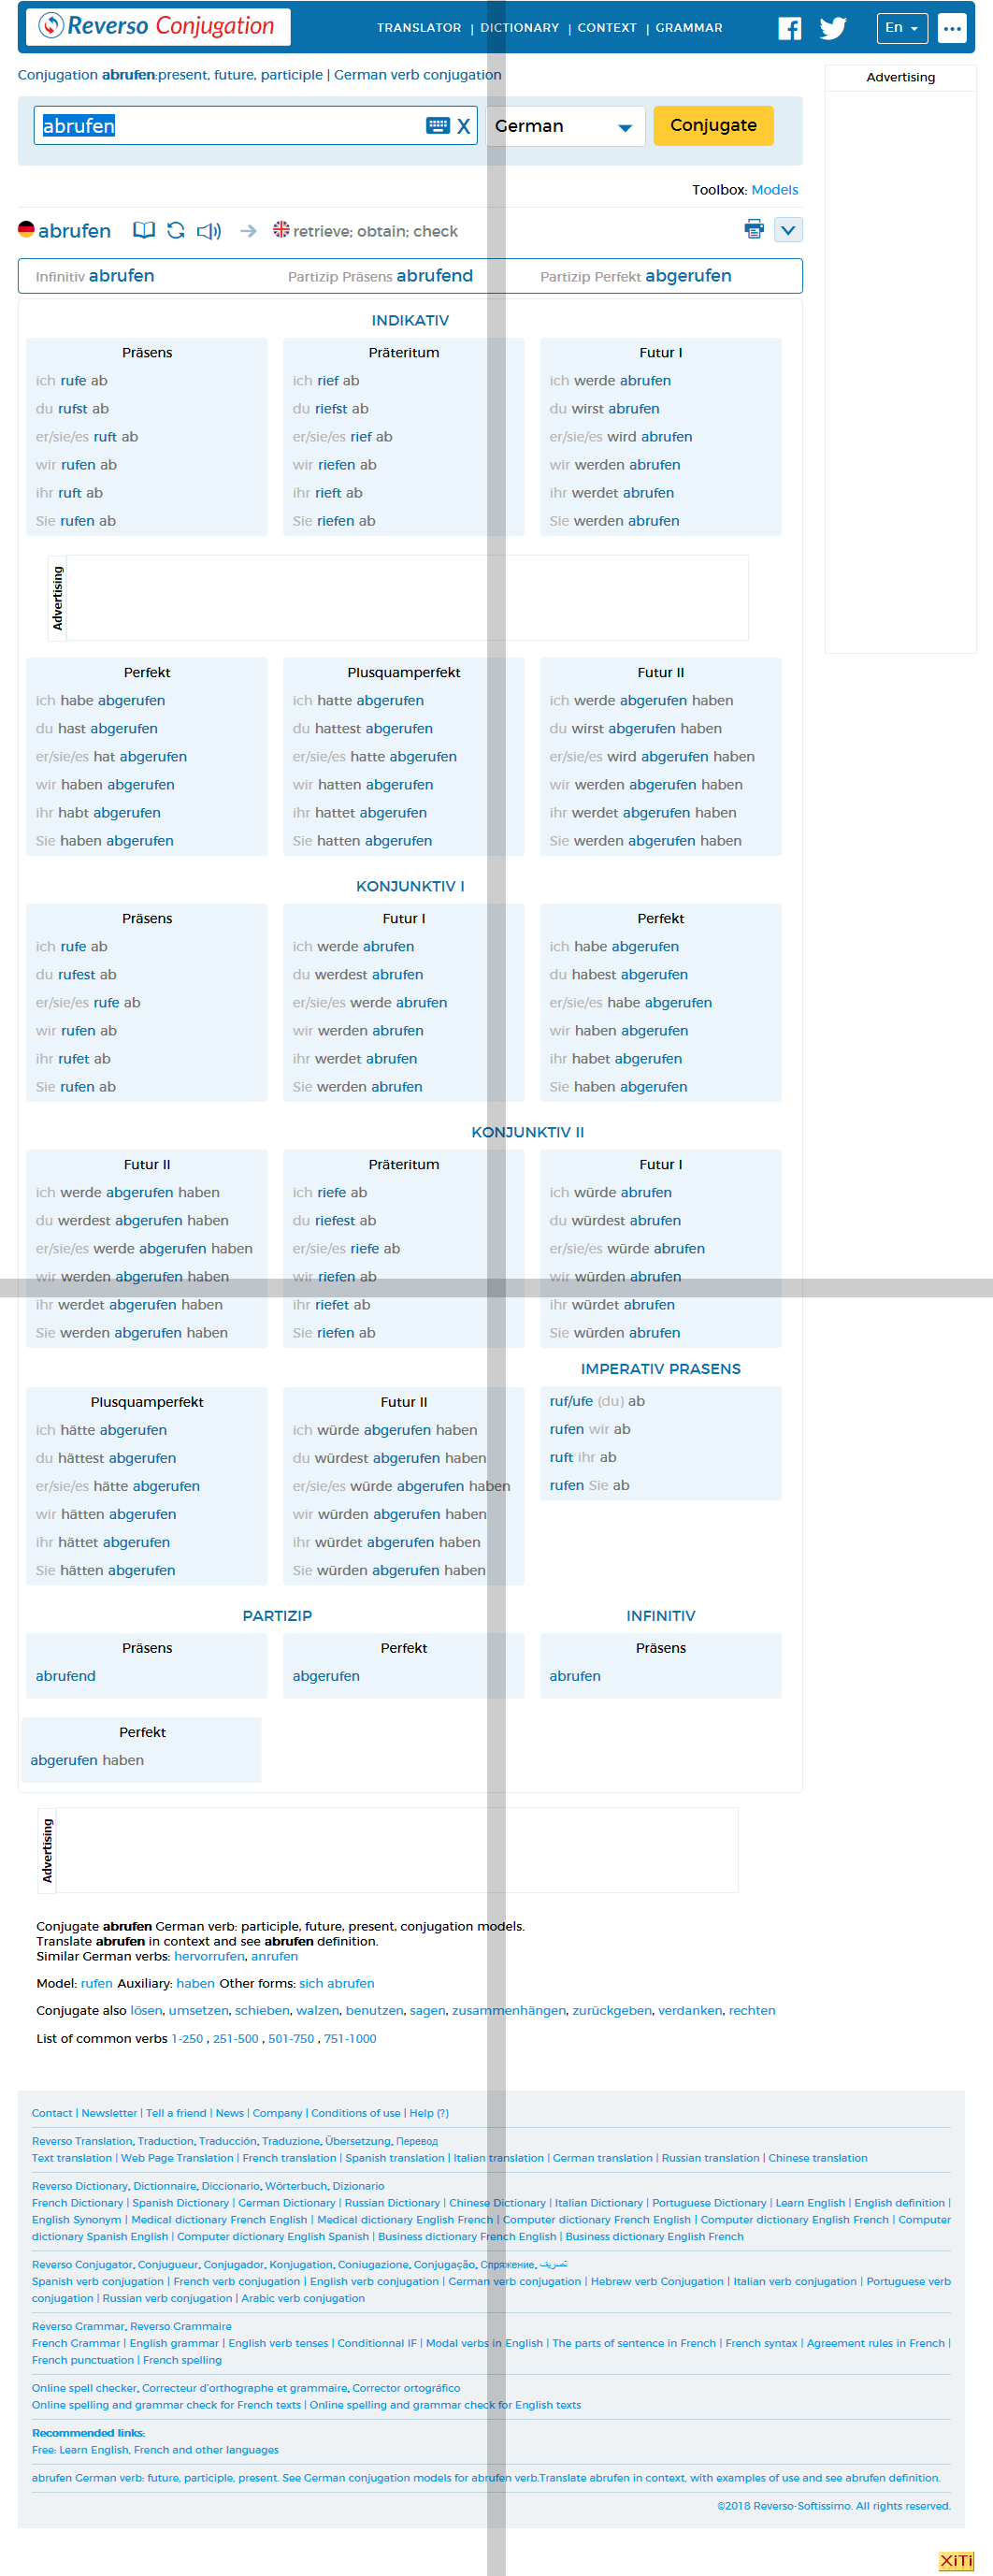 Reverso Conjugation
TRANSLATOR | DICTIONARY | CONTEXT | GRAMMAR
En
Conjugation abrufen:present, future, participle | German verb conjugation
Advertising
abrufen X German Conjugate
Toolbox: Models
abrufen retrieve; obtain; check
Infinitiv abrufen Partizip Präsens abrufend Partizip Perfekt abgerufen
INDIKATIV
Präsens
ich rufe ab
du rufst ab
er/sie/es ruft ab
wir rufen ab
ihr ruft ab
Sie rufen ab
Präteritum
ich rief ab
du riefst ab
er/sie/es rief ab
wir riefen ab
ihr rieft ab
Sie riefen ab
Futur I
ich werde abrufen
du wirst abrufen
er/sie/es wird abrufen
wir werden abrufen
ihr werdet abrufen
Sie werden abrufen
Advertising
Perfekt
ich habe abgerufen
du hast abgerufen
er/sie/es hat abgerufen
wir haben abgerufen
ihr habt abgerufen
Sie haben abgerufen
Plusquamperfekt
ich hatte abgerufen
du hattest abgerufen
er/sie/es hatte abgerufen
wir hatten abgerufen
ihr hattet abgerufen
Sie hatten abgerufen
Futur II
ich werde abgerufen haben
du wirst abgerufen haben
er/sie/es wird abgerufen haben
wir werden abgerufen haben
ihr werdet abgerufen haben
Sie werden abgerufen haben
KONJUNKTIV I
Präsens
ich rufe ab
du rufest ab
er/sie/es rufe ab
wir rufen ab
ihr rufet ab
Sie rufen ab
Futur I
ich werde abrufen
du werdest abrufen
er/sie/es werde abrufen
wir werden abrufen
ihr werdet abrufen
Sie werden abrufen
Perfekt
ich habe abgerufen
du habest abgerufen
er/sie/es habe abgerufen
wir haben abgerufen
ihr habet abgerufen
Sie haben abgerufen
KONJUNKTIV II
Futur II
ich werde abgerufen haben
du werdest abgerufen haben
er/sie/es werde abgerufen haben
wir werden abgerufen haben
ihr werdet abgerufen haben
Sie werden abgerufen haben
Präteritum
ich riefe ab
du riefest ab
er/sie/es riefe ab
wir riefen ab
ihr riefet ab
Sie riefen ab
Futur I
ich würde abrufen
du würdest abrufen
er/sie/es würde abrufen
wir würden abrufen
ihr würdet abrufen
Sie würden abrufen
Plusquamperfekt
ich hätte abgerufen
du hättest abgerufen
er/sie/es hätte abgerufen
wir hätten abgerufen
ihr hättet abgerufen
Sie hätten abgerufen
Futur II
ich würde abgerufen haben
du würdest abgerufen haben
er/sie/es würde abgerufen haben
wir würden abgerufen haben
ihr würdet abgerufen haben
Sie würden abgerufen haben
IMPERATIV PRASENS
ruf/ufe (du) ab
rufen wir ab
ruft ihr ab
rufen Sie ab
PARTIZIP
Präsens
abrufend
Perfekt
abgerufen
INFINITIV
Präsens
abrufen
Perfekt
abgerufen haben
Advertising
Conjugate abrufen German verb: participle, future, present, conjugation models.
Translate abrufen in context and see abrufen definition.
Similar German verbs: hervorrufen, anrufen
Model: rufen Auxiliary: haben Other forms: sich abrufen
Conjugate also lösen, umsetzen, schieben, walzen, benutzen, sagen, zusammenhängen, zurückgeben, verdanken, rechten
List of common verbs 1-250 , 251-500 , 501-750 , 751-1000
Contact | Newsletter | Tell a friend | News | Company | Conditions of use | Help (?)
Reverso Translation, Traduction, Traducción, Traduzione, Übersetzung, Перевод
Text translation | Web Page Translation | French translation | Spanish translation | Italian translation | German translation | Russian translation | Chinese translation
Reverso Dictionary, Dictionnaire, Diccionario, Wörterbuch, Dizionario
French Dictionary | Spanish Dictionary | German Dictionary | Russian Dictionary | Chinese Dictionary | Italian Dictionary | Portuguese Dictionary | Learn English | English definition |
English Synonym | Medical dictionary French English | Medical dictionary English French | Computer dictionary French English | Computer dictionary English French | Computer
dictionary Spanish English | Computer dictionary English Spanish | Business dictionary French English | Business dictionary English French
Reverso Conjugator, Conjugueur, Conjugador, Konjugation, Coniugazione, Conjugação, Спряжение, تصريف
Spanish verb conjugation | French verb conjugation | English verb conjugation | German verb conjugation | Hebrew verb Conjugation | Italian verb conjugation | Portuguese verb
conjugation | Russian verb conjugation | Arabic verb conjugation
Reverso Grammar, Reverso Grammaire
French Grammar | English grammar | English verb tenses | Conditionnal IF | Modal verbs in English | The parts of sentence in French | French syntax | Agreement rules in French |
French punctuation | French spelling
Online spell checker, Correcteur d'orthographe et grammaire, Corrector ortográfico
Online spelling and grammar check for French texts | Online spelling and grammar check for English texts
Recommended links:
Free: Learn English, French and other languages
abrufen German verb: future, participle, present. See German conjugation models for abrufen verb.Translate abrufen in context, with examples of use and see abrufen definition.
©2018 Reverso-Softissimo. All rights reserved.
XiTi